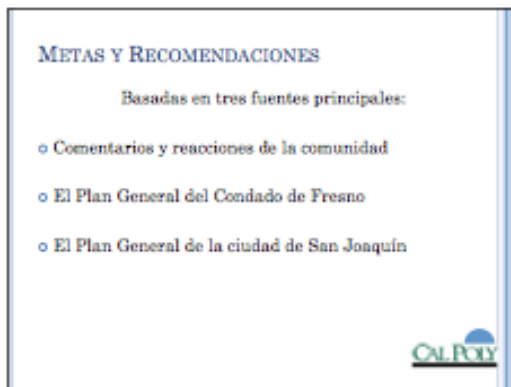 METAS Y RECOMENDACIONES
Basadas en tres fuentes principales:
Comentarios y reacciones de la comunidad
El Plan General del Condado de Fresno
El Plan General de la ciudad de San Joaquín
CAL POLY